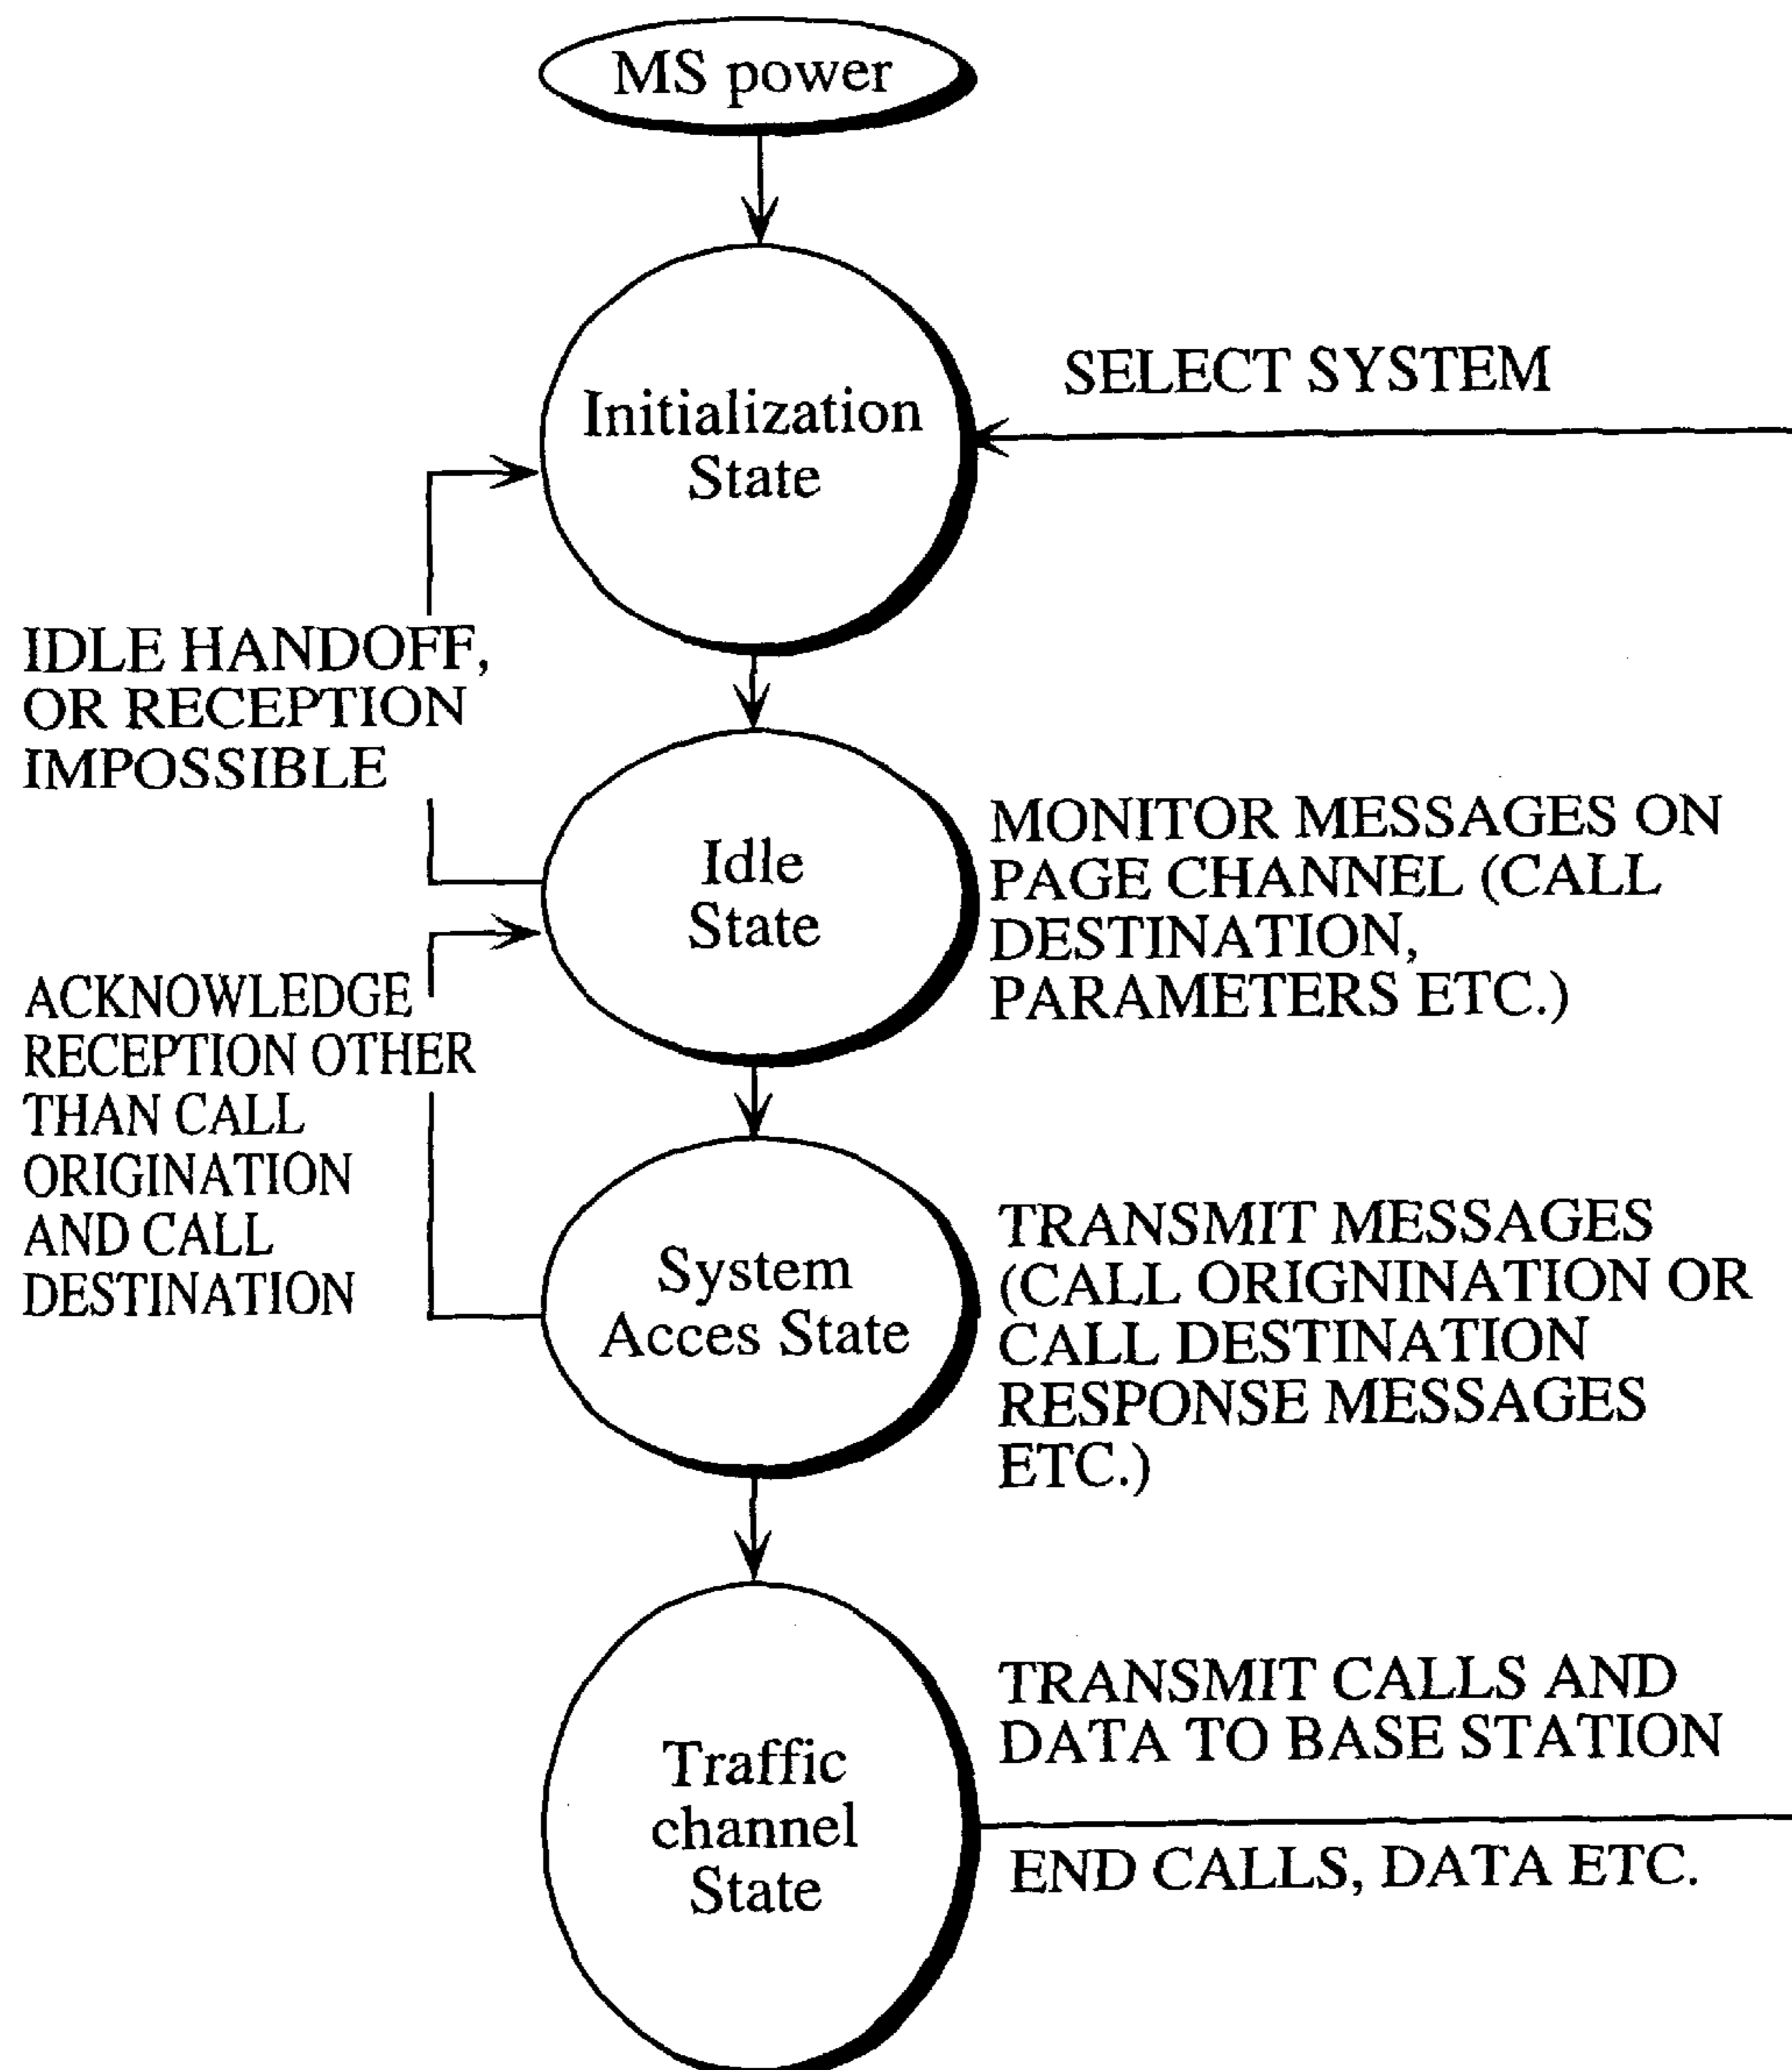 MS power
Initialization
State
SELECT SYSTEM
IDLE HANDOFF,
OR RECEPTION
IMPOSSIBLE
Idle
State
MONITOR MESSAGES ON
PAGE CHANNEL (CALL
DESTINATION,
PARAMETERS ETC.)
ACKNOWLEDGE
RECEPTION OTHER
THAN CALL
ORIGINATION
AND CALL
DESTINATION
System
Acces State
TRANSMIT MESSAGES
(CALL ORIGNINATION OR
CALL DESTINATION
RESPONSE MESSAGES
ETC.)
Traffic
channel
State
TRANSMIT CALLS AND
DATA TO BASE STATION
END CALLS, DATA ETC.